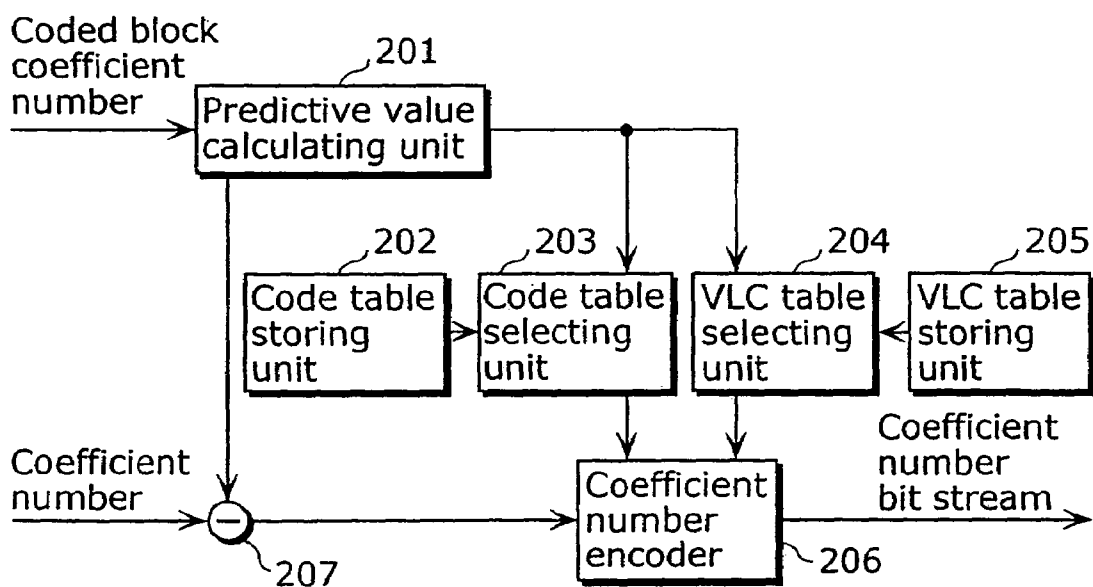 Coded block
coefficient
number
201
Predictive value
calculating unit
202
203
204
205
Code table
storing
unit
Code table
selecting
unit
VLC table
selecting
unit
VLC table
storing
unit
Coefficient
number
207
Coefficient
number
encoder
206
Coefficient
number
bit stream